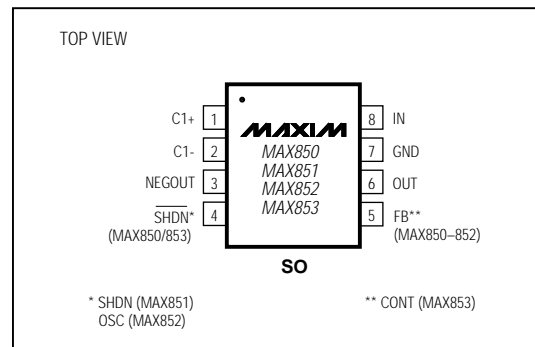 TOP VIEW
C1+ 1
C1- 2
NEGOUT 3
SHDN* 4
(MAX850/853)
MAXIM
MAX850
MAX851
MAX852
MAX853
8 IN
7 GND
6 OUT
5 FB**
(MAX850–852)
SO
* SHDN (MAX851)
OSC (MAX852)
** CONT (MAX853)